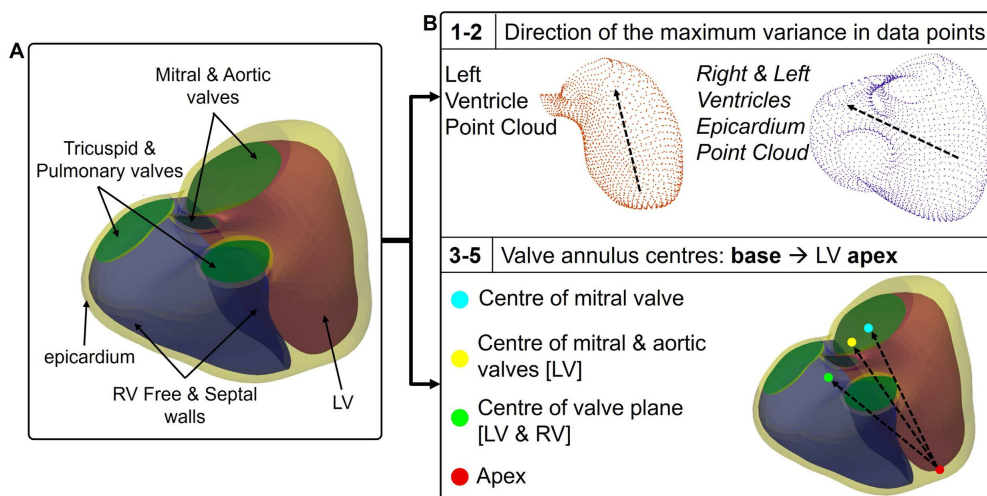 A
Mitral & Aortic
valves
Tricuspid &
Pulmonary valves
epicardium
RV Free & Septal
walls
LV
B
1-2 Direction of the maximum variance in data points
Left
Ventricle
Point Cloud
Right & Left
Ventricles
Epicardium
Point Cloud
3-5 Valve annulus centres: base → LV apex
Centre of mitral valve
Centre of mitral & aortic
valves [LV]
Centre of valve plane
[LV & RV]
Apex